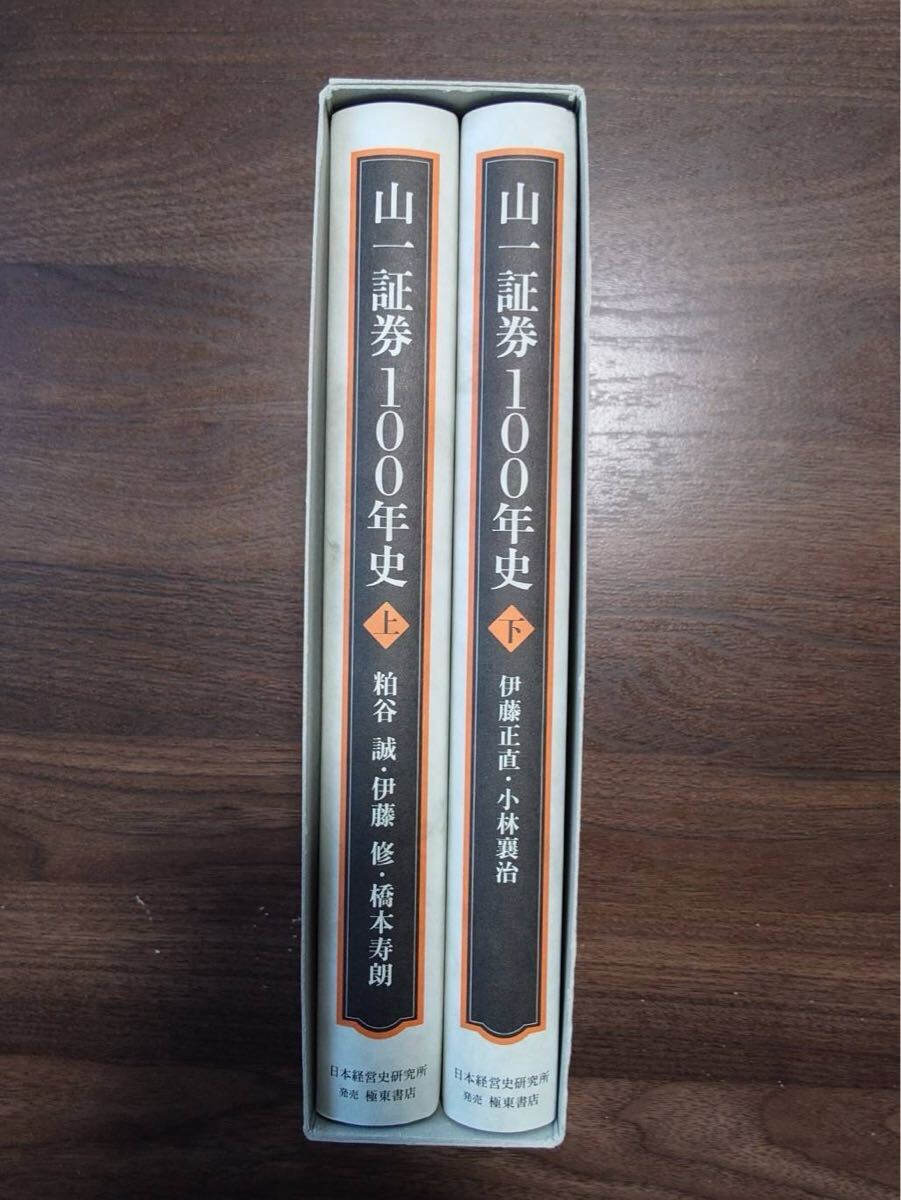 山一証券100年史 上
粕谷 誠・伊藤 修・橋本寿朗
日本経営史研究所
発売 極東書店
山一証券100年史 下
伊藤正直・小林襄治
日本経営史研究所
発売 極東書店